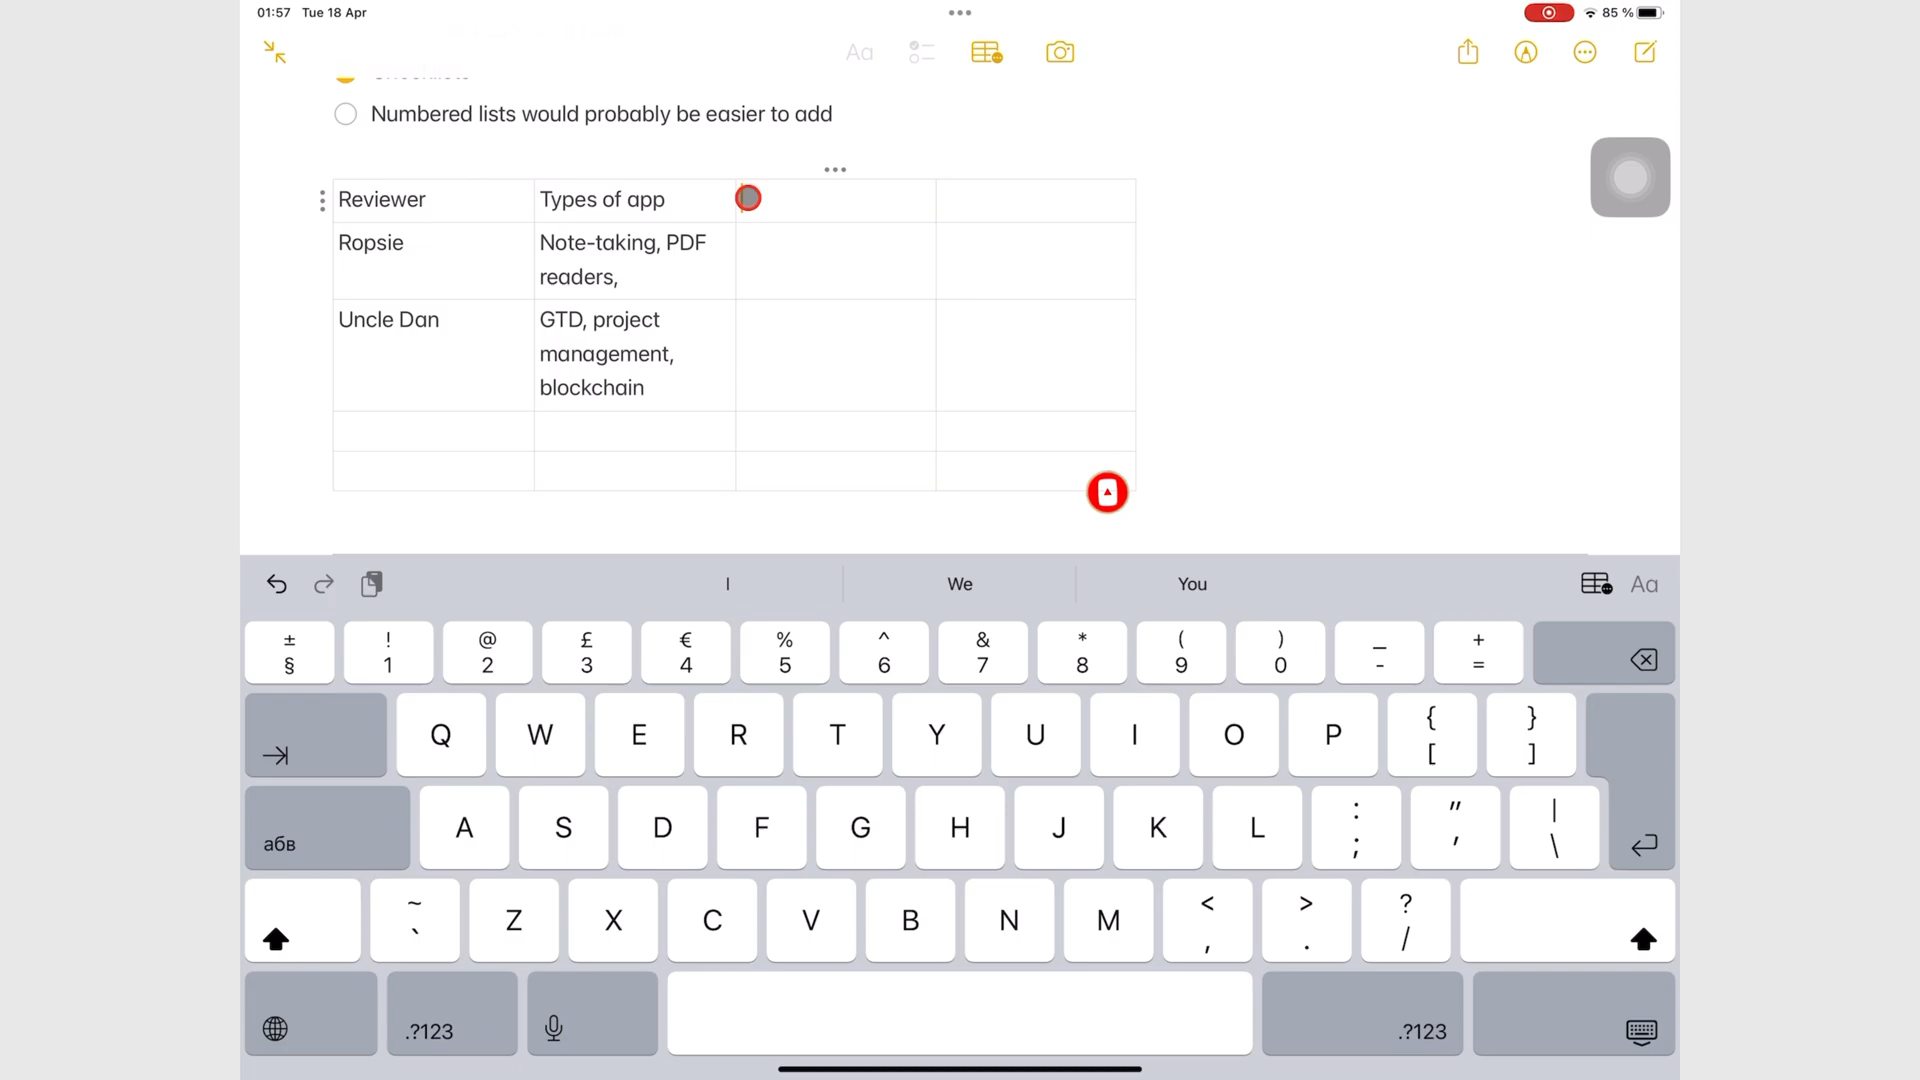 01:57 Tue 18 Apr
85 %
Aa
Checklists
Numbered lists would probably be easier to add
Reviewer Types of app
Ropsie Note-taking, PDF
readers,
Uncle Dan GTD, project
management,
blockchain
I We You Aa
± ! @ £ € % ^ & * ( ) _ +
§ 1 2 3 4 5 6 7 8 9 0 - =
Q W E R T Y U I O P { }
[ ]
абв A S D F G H J K L : " |
; ' \
~ Z X C V B N M < > ?
` , . /
.?123 .?123